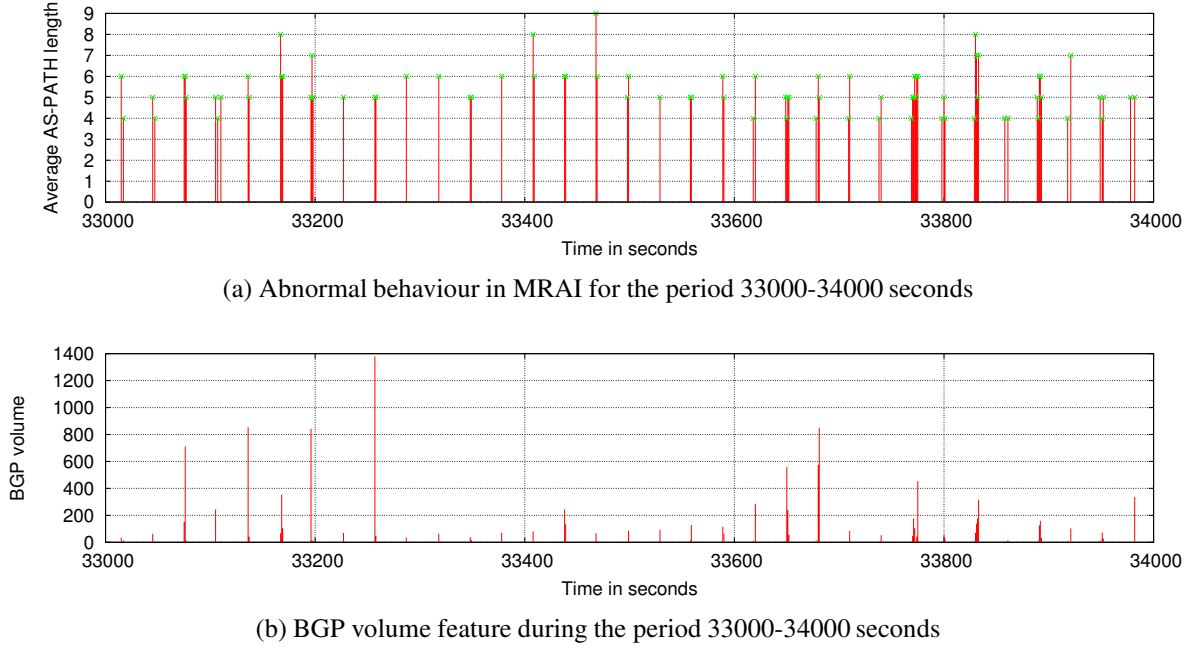 Average AS-PATH length
9
8
7
6
5
4
3
2
1
0
33000 33200 33400 33600 33800 34000
Time in seconds
(a) Abnormal behaviour in MRAI for the period 33000-34000 seconds
BGP volume
1400
1200
1000
800
600
400
200
0
33000 33200 33400 33600 33800 34000
Time in seconds
(b) BGP volume feature during the period 33000-34000 seconds